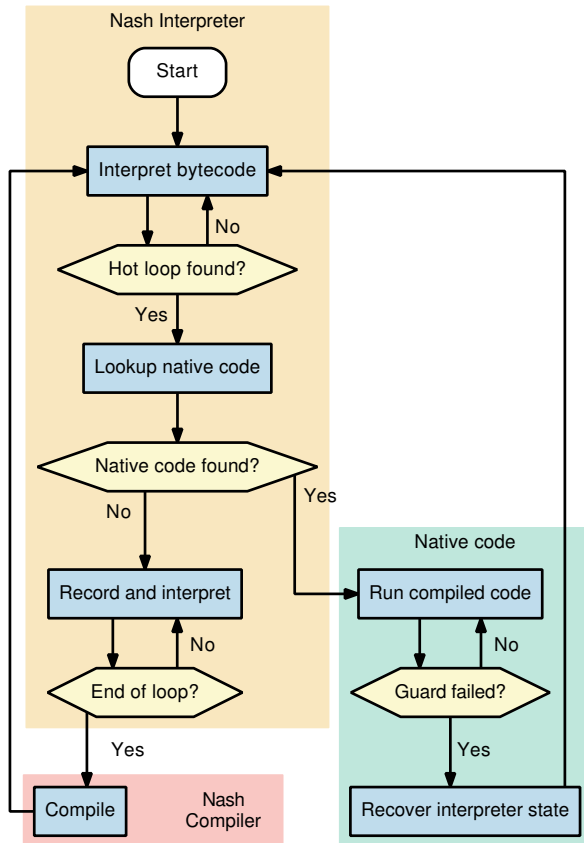 Nash Interpreter
Start
Interpret bytecode
No
Hot loop found?
Yes
Lookup native code
Native code found?
No
Yes
Native code
Record and interpret
Run compiled code
No
No
End of loop?
Guard failed?
Yes
Yes
Compile
Nash
Compiler
Recover interpreter state